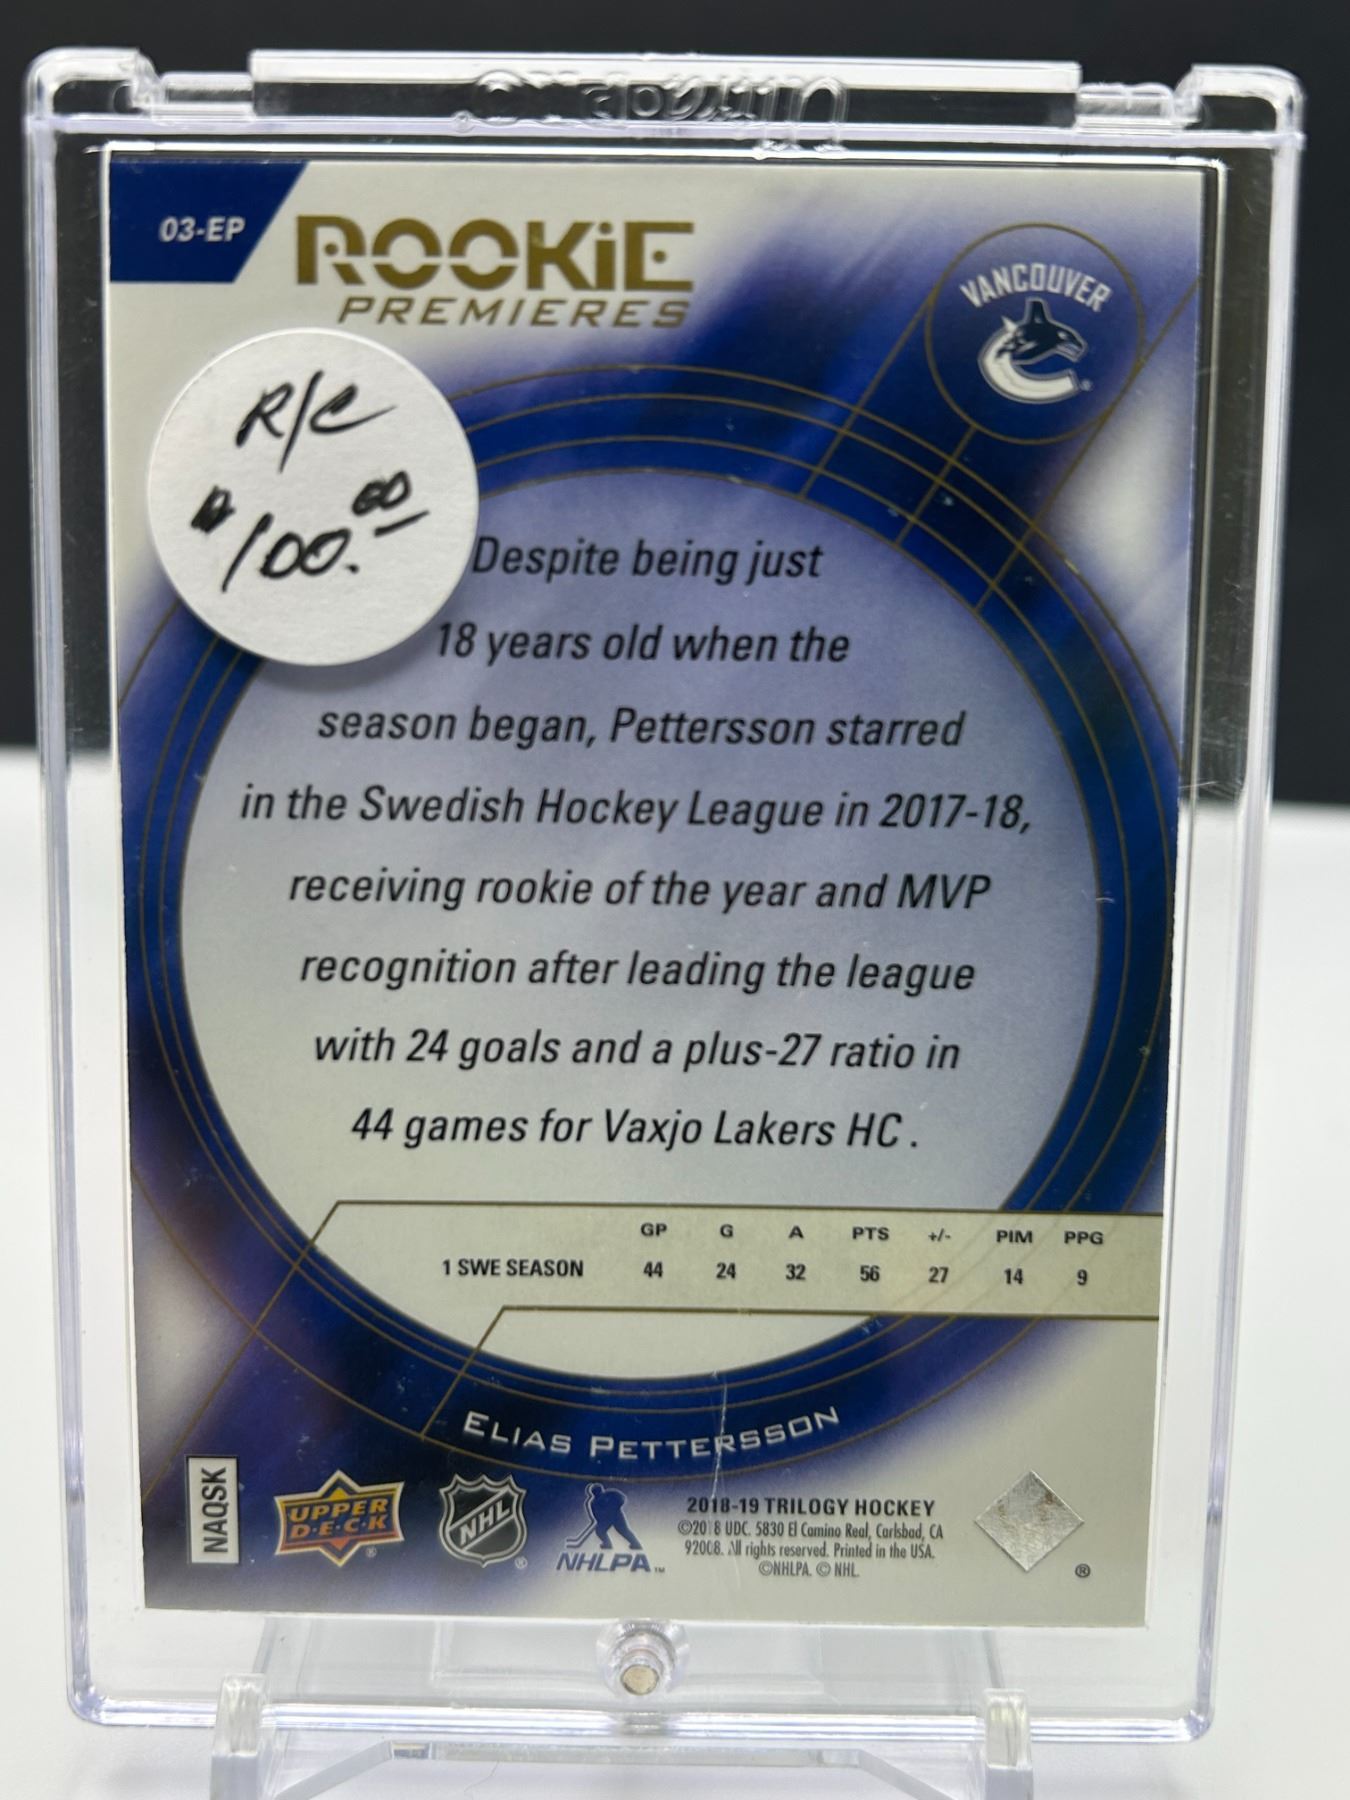 UltraPRO
03-EP
ROOKIE
PREMIERES
VANCOUVER
R/C
$100.00
Despite being just
18 years old when the
season began, Pettersson starred
in the Swedish Hockey League in 2017-18,
receiving rookie of the year and MVP
recognition after leading the league
with 24 goals and a plus-27 ratio in
44 games for Vaxjo Lakers HC .
GP G A PTS +/- PIM PPG
1 SWE SEASON 44 24 32 56 27 14 9
ELIAS PETTERSSON
NAQSK
UPPER
D·E·C·K
®
NHL
®
NHLPA™
2018-19 TRILOGY HOCKEY
©2018 UDC. 5830 El Camino Real, Carlsbad, CA
92008. All rights reserved. Printed in the USA.
©NHLPA. © NHL.
®